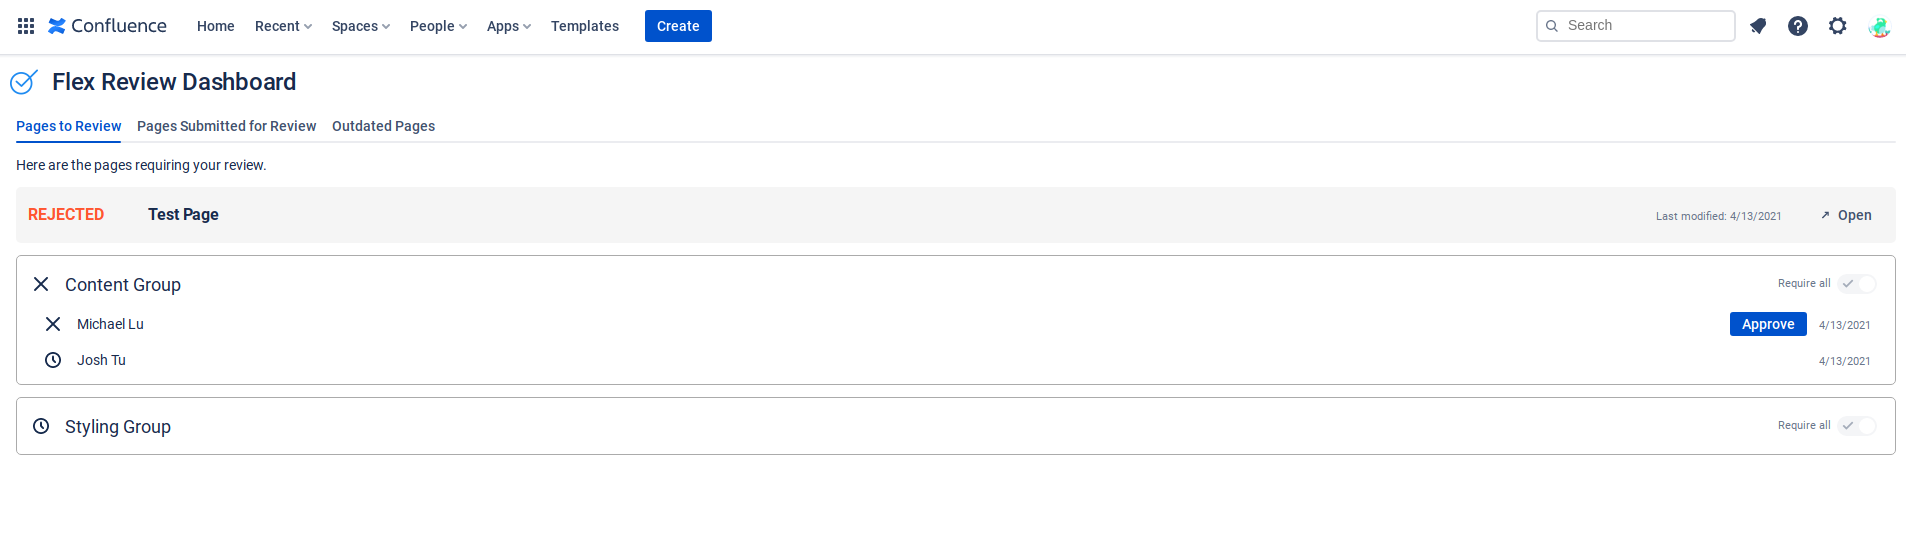 Confluence Home Recent Spaces People Apps Templates Create Search
Flex Review Dashboard
Pages to Review Pages Submitted for Review Outdated Pages
Here are the pages requiring your review.
REJECTED Test Page Last modified: 4/13/2021 Open
Content Group Require all
Michael Lu Approve 4/13/2021
Josh Tu 4/13/2021
Styling Group Require all